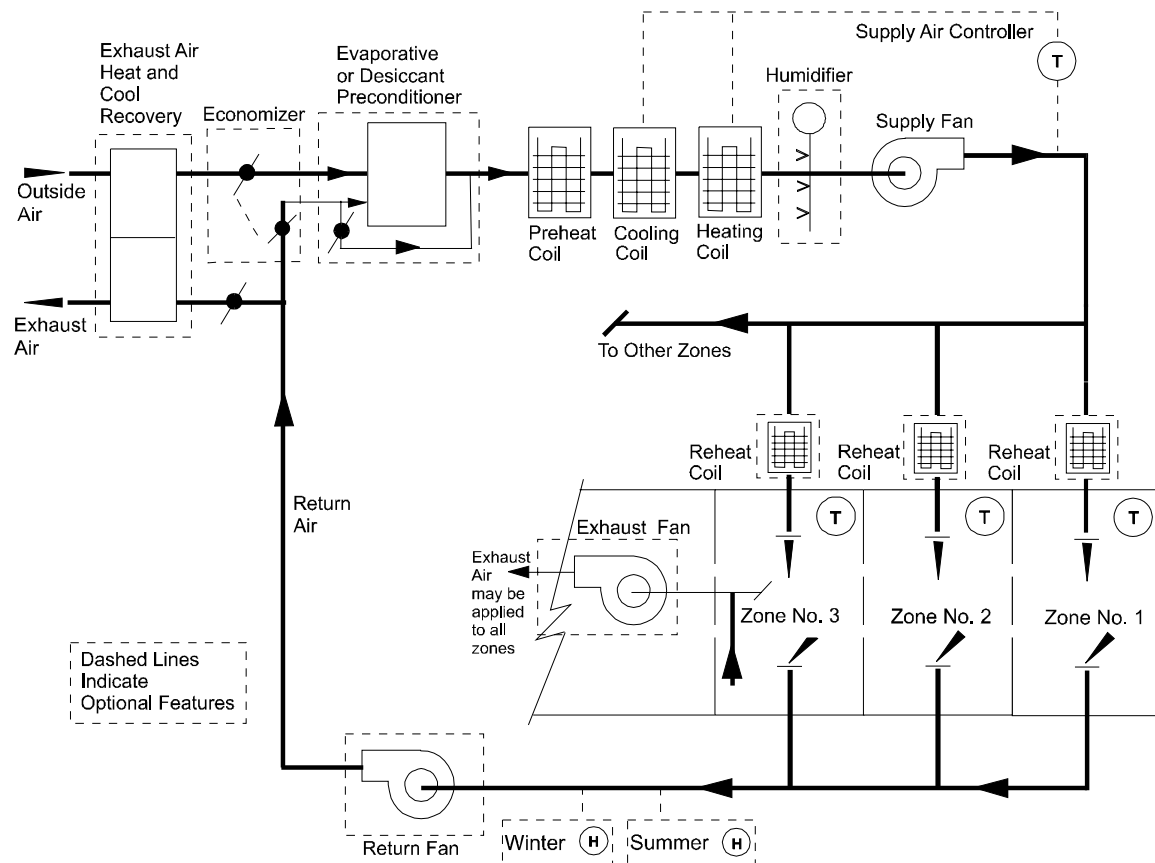 Exhaust Air
Heat and
Cool
Recovery
Economizer
Evaporative
or Desiccant
Preconditioner
Supply Air Controller
T
Humidifier
Supply Fan
Outside
Air
Preheat
Coil
Cooling
Coil
Heating
Coil
Exhaust
Air
To Other Zones
Reheat
Coil
Reheat
Coil
Reheat
Coil
Return
Air
T
T
T
Exhaust Fan
Exhaust
Air
may be
applied
to all
zones
Zone No. 3
Zone No. 2
Zone No. 1
Dashed Lines
Indicate
Optional Features
Return Fan
Winter H
Summer H